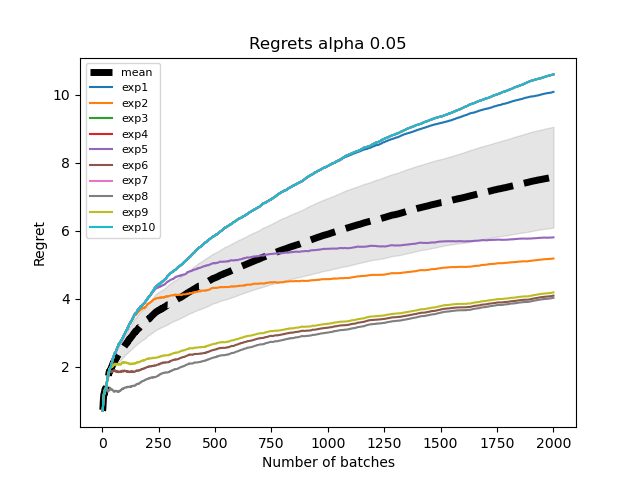 Regrets alpha 0.05
mean
exp1
exp2
exp3
exp4
exp5
exp6
exp7
exp8
exp9
exp10
Regret
10
8
6
4
2
0
250
500
750
1000
1250
1500
1750
2000
Number of batches